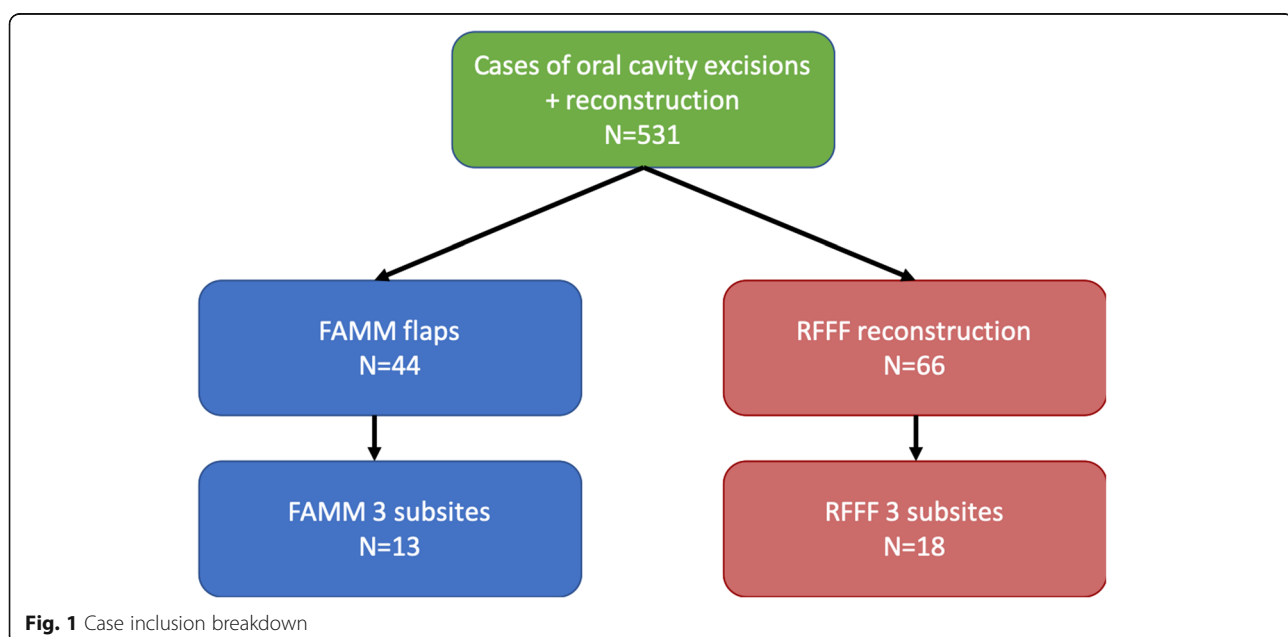 Cases of oral cavity excisions
+ reconstruction
N=531
FAMM flaps
N=44
RFFF reconstruction
N=66
FAMM 3 subsites
N=13
RFFF 3 subsites
N=18
Fig. 1 Case inclusion breakdown